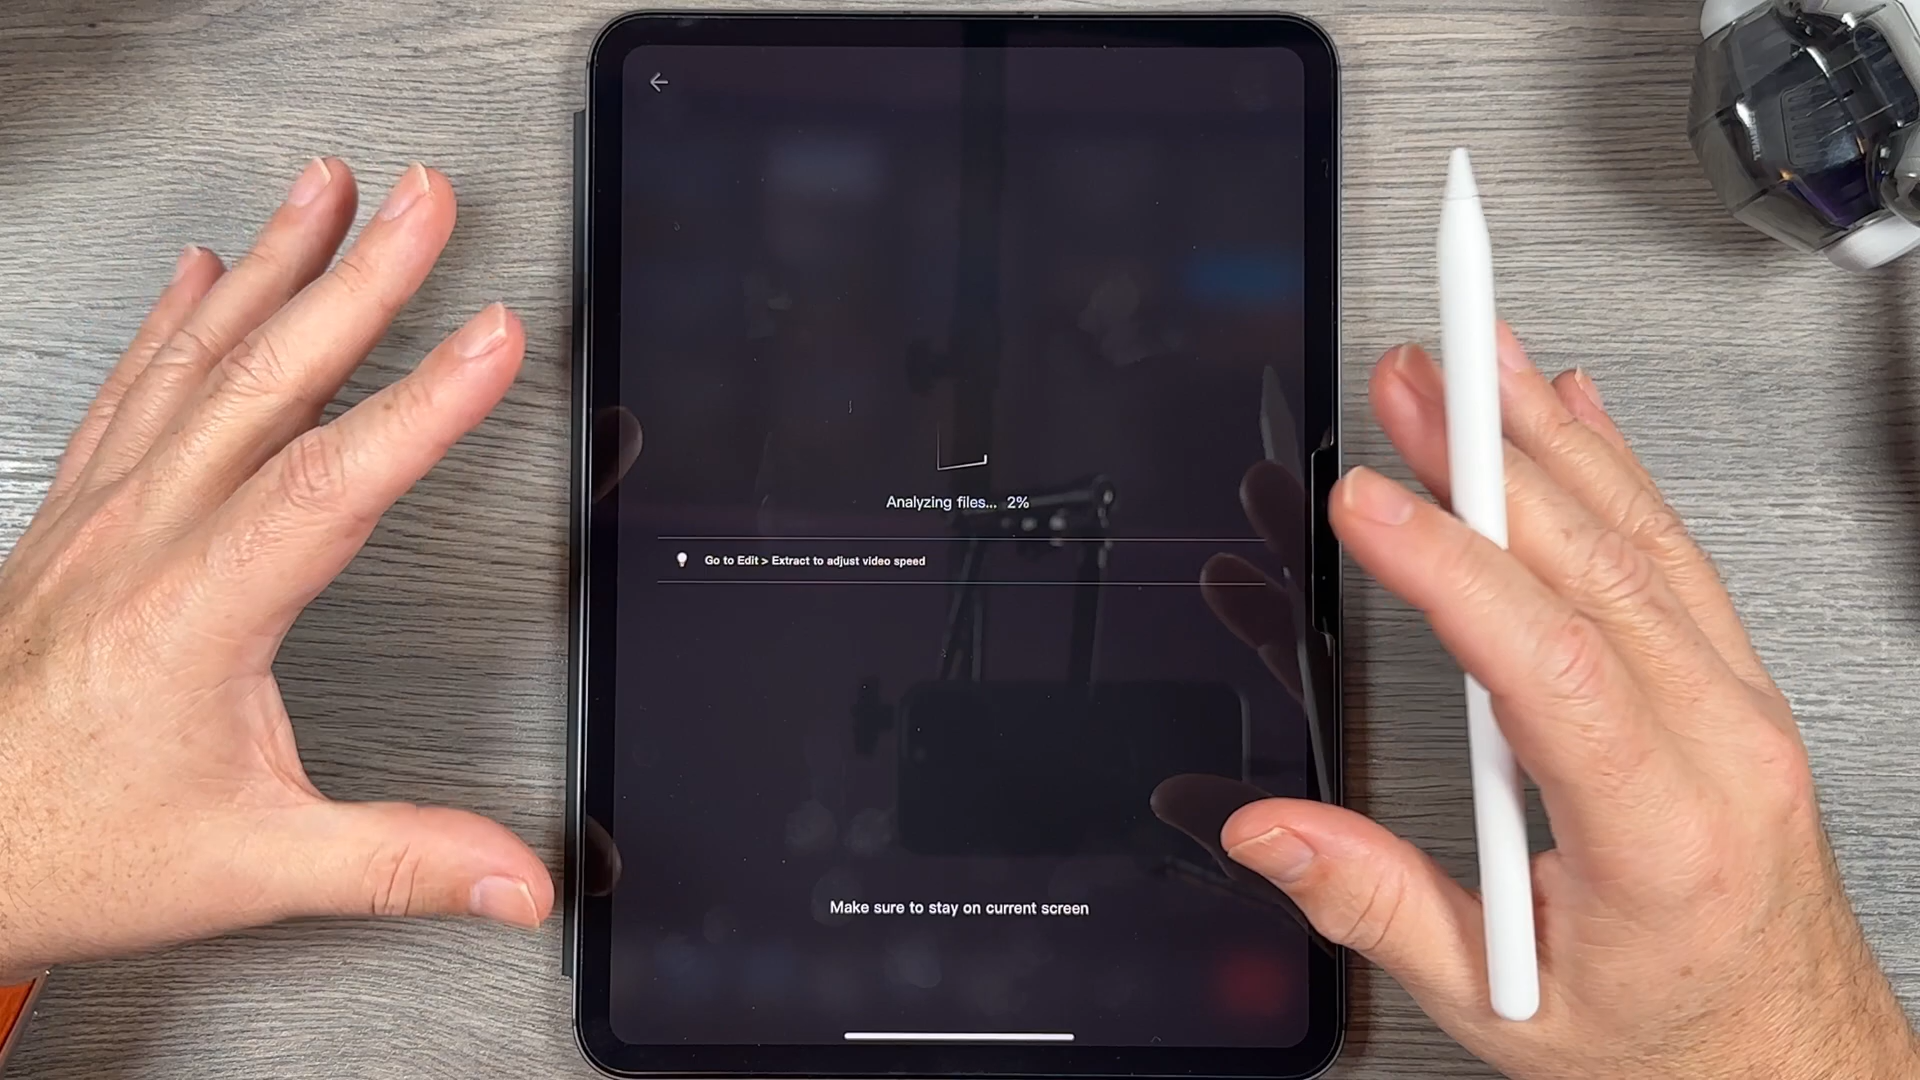 Analyzing files... 2%
Go to Edit > Extract to adjust video speed
Make sure to stay on current screen